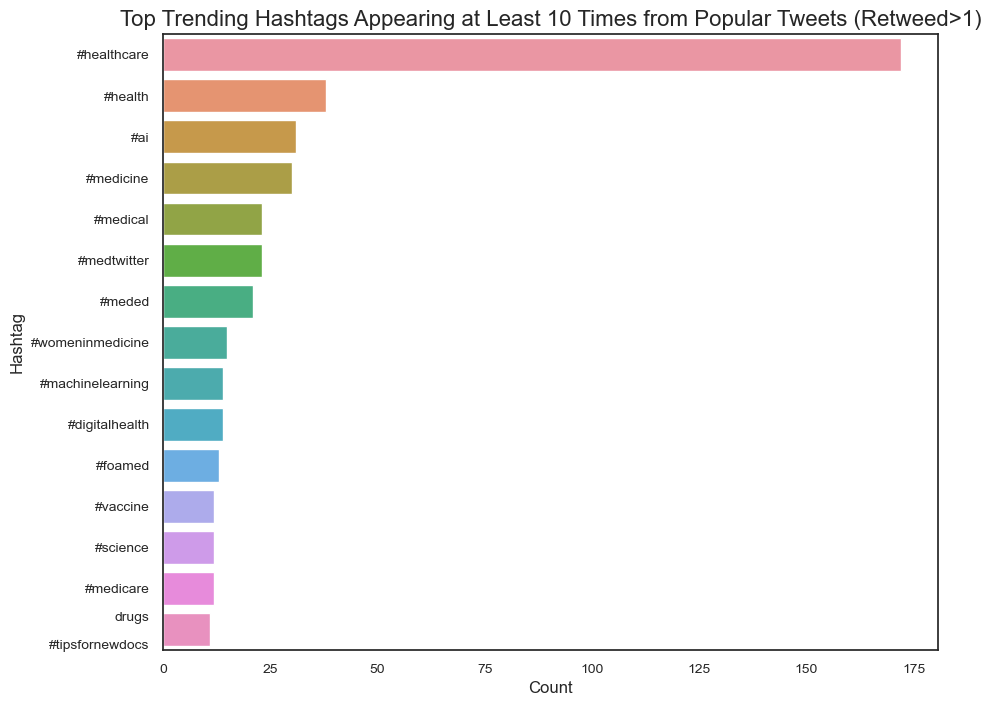 Top Trending Hashtags Appearing at Least 10 Times from Popular Tweets (Retweed>1)
#healthcare
#health
#ai
#medicine
#medical
#medtwitter
#meded
#womeninmedicine
#machinelearning
#digitalhealth
#foamed
#vaccine
#science
#medicare
drugs
#tipsfornewdocs
Hashtag
0 25 50 75 100 125 150 175
Count